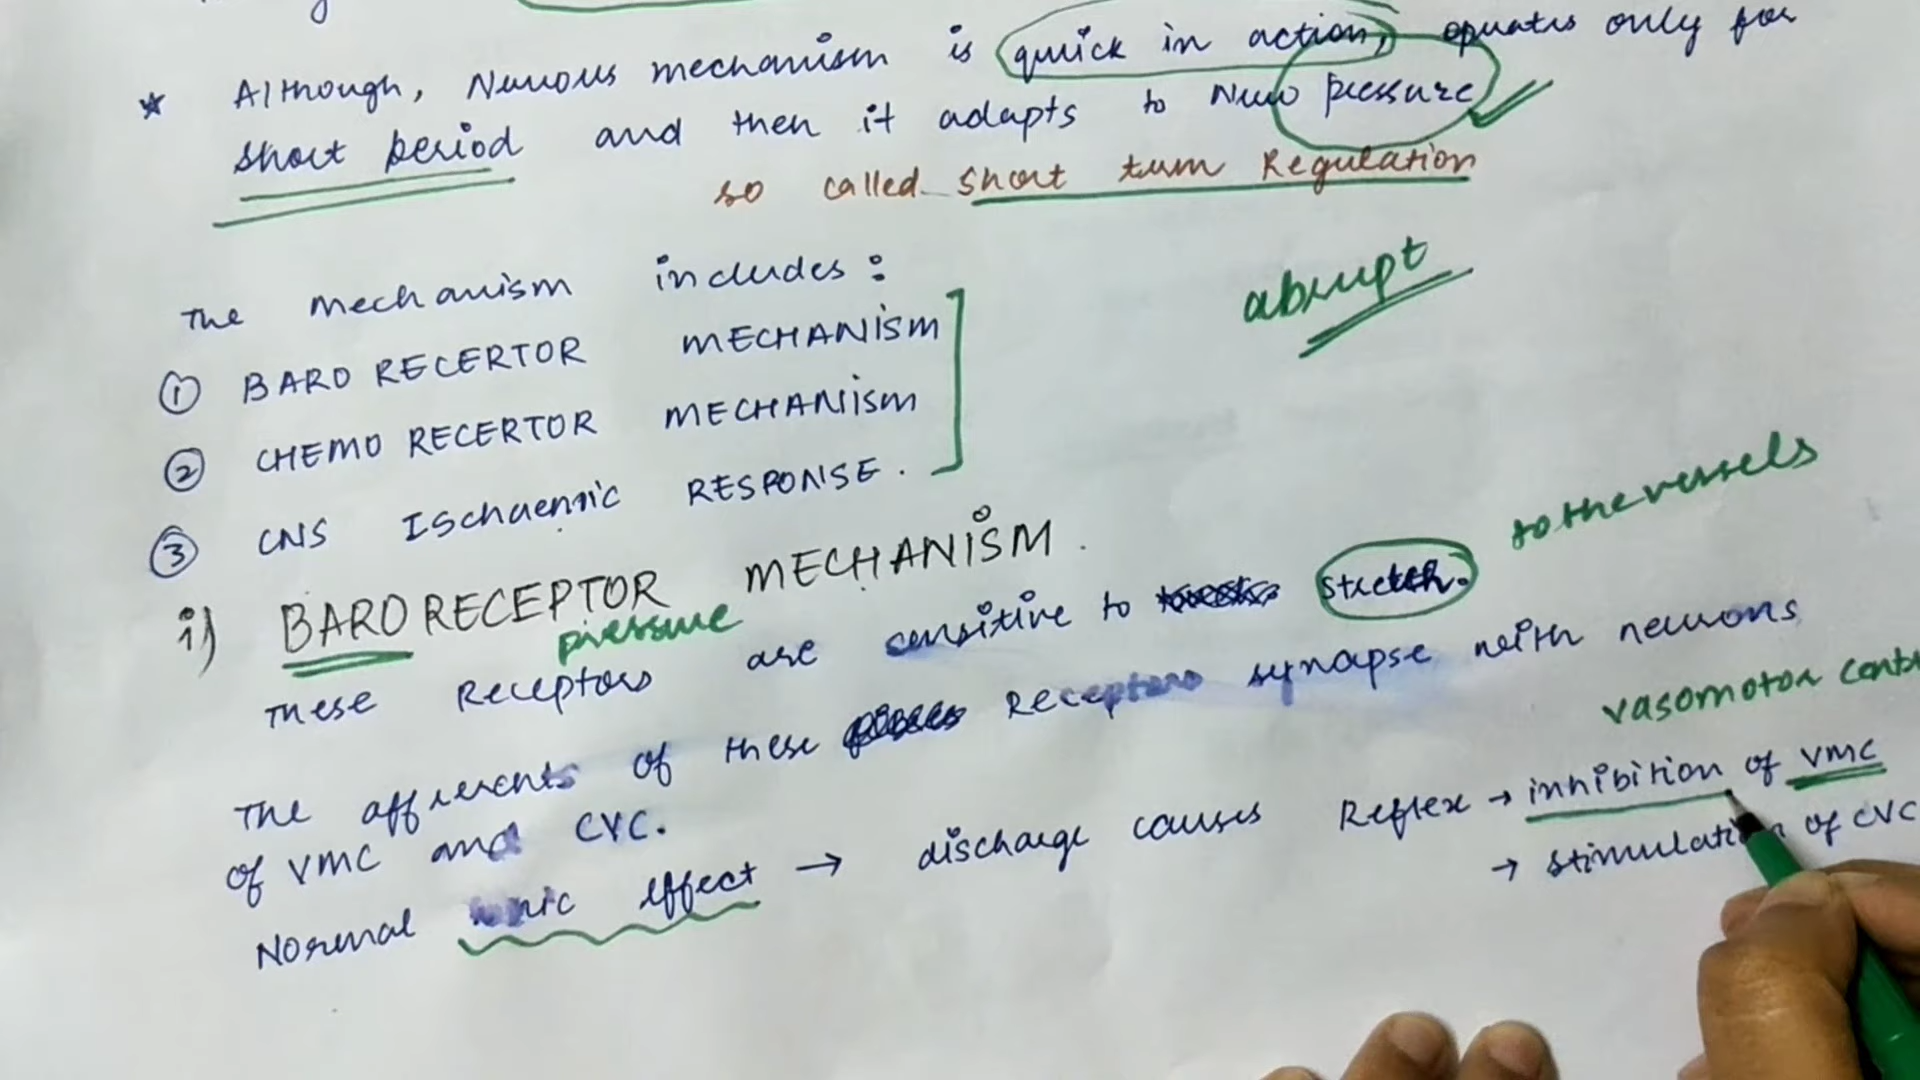 * Although, Nervous mechanism is quick in action, operates only for
short period and then it adapts to New pressure
so called short term Regulation
abrupt
The mechanism includes:
① BARO RECERTOR MECHANISM
② CHEMO RECERTOR MECHANISM
③ CNS Ischaemic RESPONSE.
i) BARORECEPTOR MECHANISM.
pressure
to the vessels
These Receptors are sensitive to stretch.
The afferents of these Receptors synapse with neurons
of VMC and CVC.
vasomotor cent
Normal effect → discharge causes Reflex → inhibition of VMC
→ stimulation of CVC